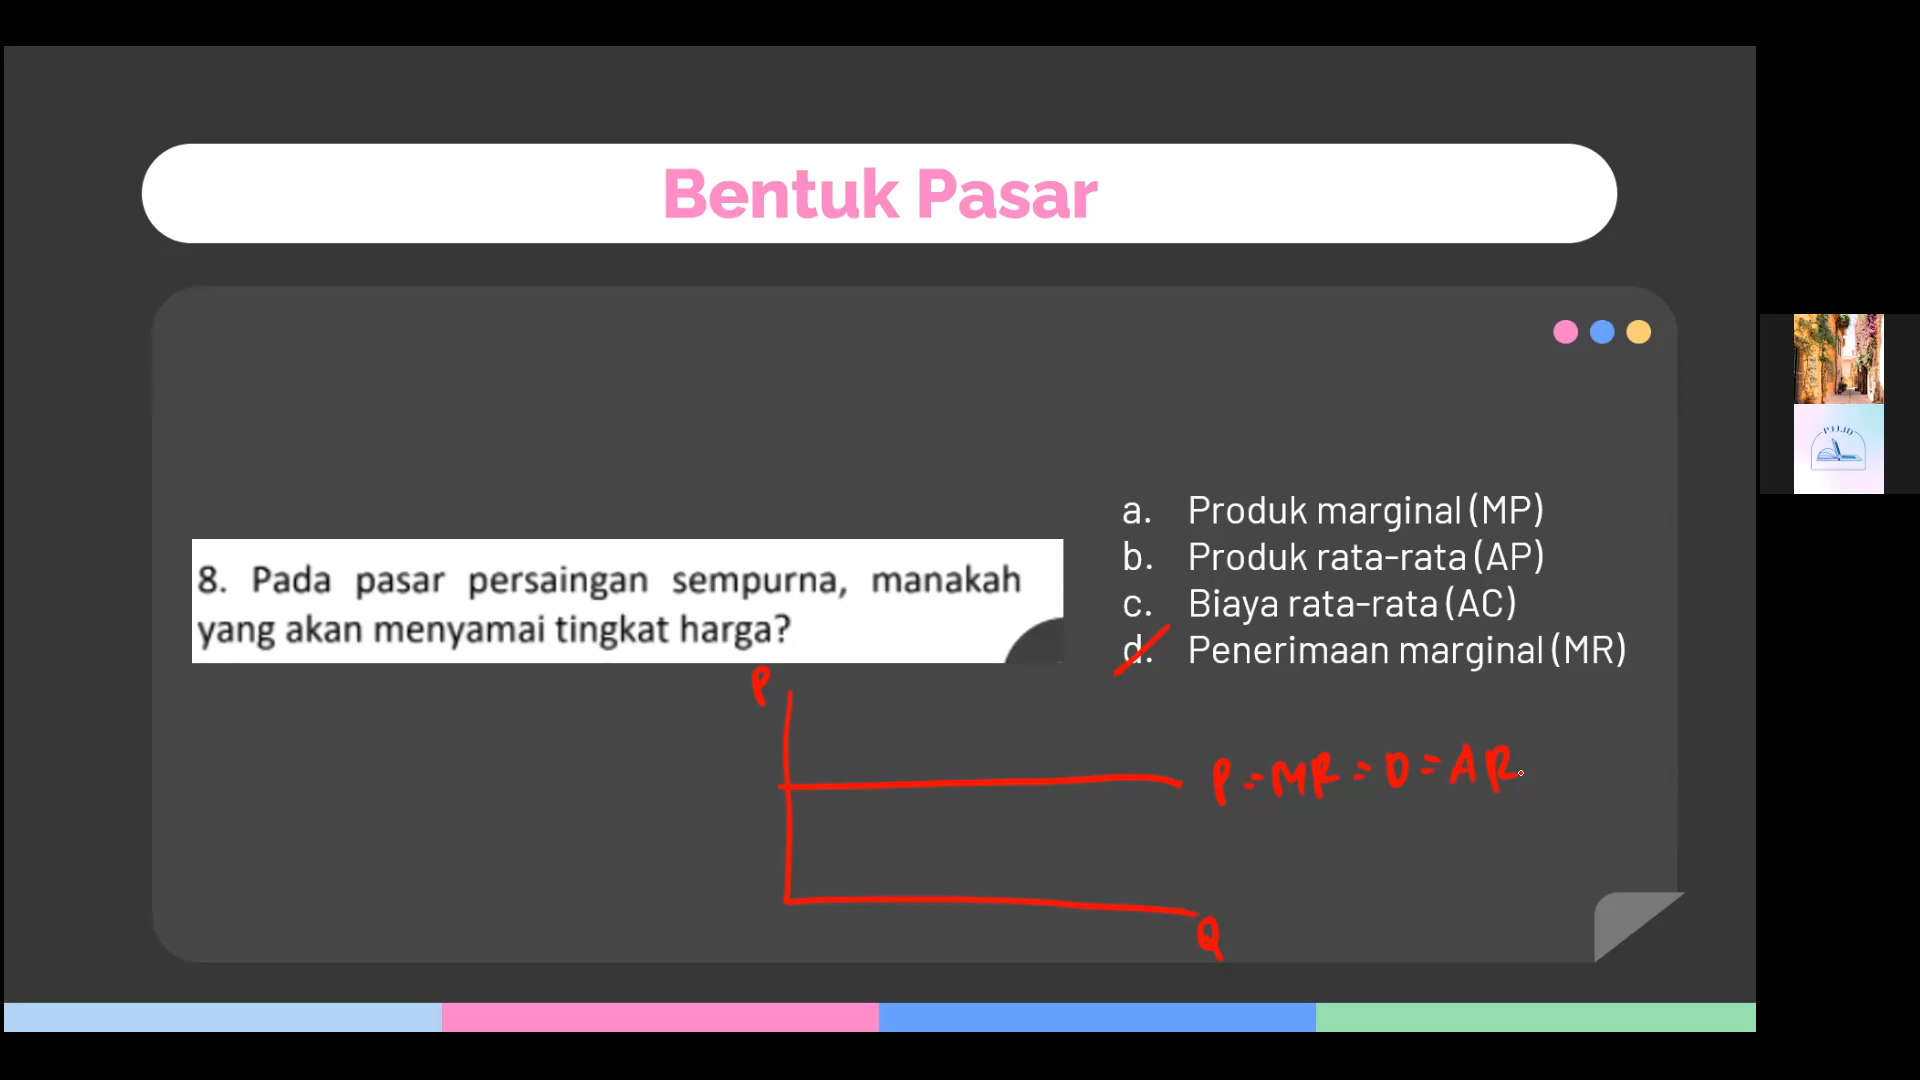 Bentuk Pasar
8. Pada pasar persaingan sempurna, manakah
yang akan menyamai tingkat harga?
a. Produk marginal (MP)
b. Produk rata-rata (AP)
c. Biaya rata-rata (AC)
d. Penerimaan marginal (MR)
P
P = MR = D = AR
Q
P.I.I.JD